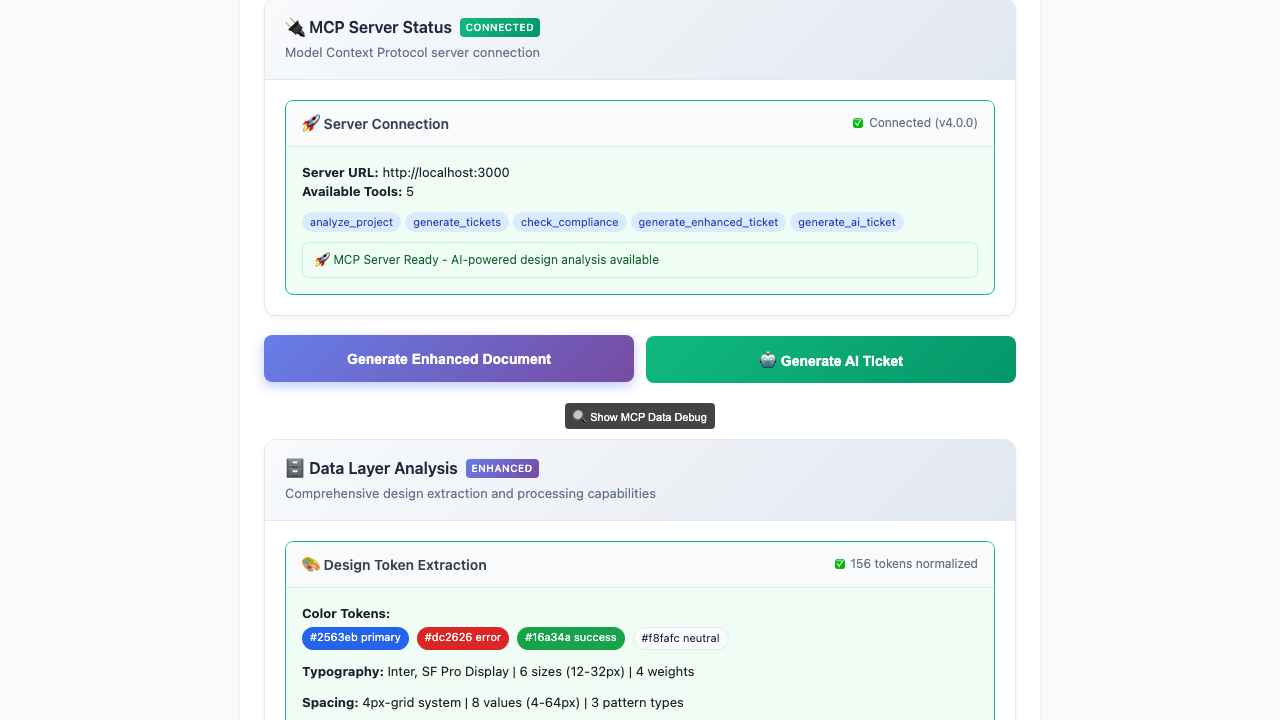 🔌 MCP Server Status CONNECTED
Model Context Protocol server connection
🚀 Server Connection ✅ Connected (v4.0.0)
Server URL: http://localhost:3000
Available Tools: 5
analyze_project generate_tickets check_compliance generate_enhanced_ticket generate_ai_ticket
🚀 MCP Server Ready - AI-powered design analysis available
Generate Enhanced Document 🤖 Generate AI Ticket
🔍 Show MCP Data Debug
🗄️ Data Layer Analysis ENHANCED
Comprehensive design extraction and processing capabilities
🎨 Design Token Extraction ✅ 156 tokens normalized
Color Tokens:
#2563eb primary #dc2626 error #16a34a success #f8fafc neutral
Typography: Inter, SF Pro Display | 6 sizes (12-32px) | 4 weights
Spacing: 4px-grid system | 8 values (4-64px) | 3 pattern types